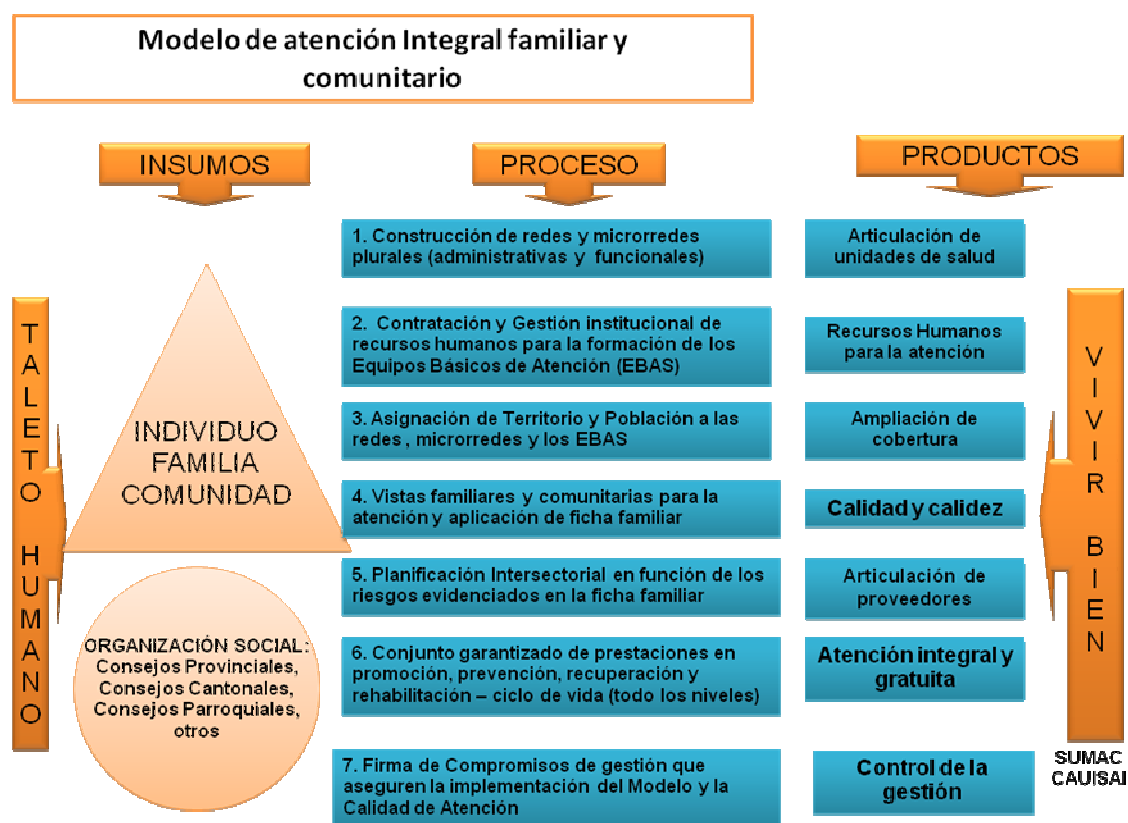 Modelo de atención Integral familiar y
comunitario
INSUMOS
PROCESO
PRODUCTOS
TALETO HUMANO
INDIVIDUO
FAMILIA
COMUNIDAD
ORGANIZACIÓN SOCIAL:
Consejos Provinciales,
Consejos Cantonales,
Consejos Parroquiales,
otros
1. Construcción de redes y microrredes
plurales (administrativas y funcionales)
Articulación de
unidades de salud
2. Contratación y Gestión institucional de
recursos humanos para la formación de los
Equipos Básicos de Atención (EBAS)
Recursos Humanos
para la atención
3. Asignación de Territorio y Población a las
redes , microrredes y los EBAS
Ampliación de
cobertura
4. Vistas familiares y comunitarias para la
atención y aplicación de ficha familiar
Calidad y calidez
5. Planificación Intersectorial en función de los
riesgos evidenciados en la ficha familiar
Articulación de
proveedores
6. Conjunto garantizado de prestaciones en
promoción, prevención, recuperación y
rehabilitación – ciclo de vida (todo los niveles)
Atención integral y
gratuita
7. Firma de Compromisos de gestión que
aseguren la implementación del Modelo y la
Calidad de Atención
Control de la
gestión
VIVIR BIEN
SUMAC
CAUISAI